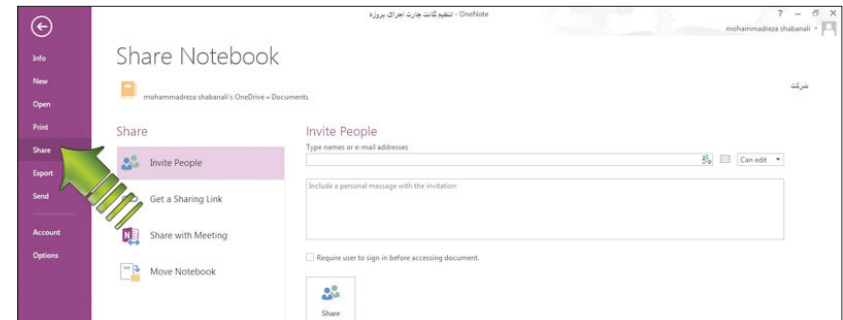 تنظیم گانت چارت اجرای پروژه - OneNote
? – X
mohammadreza shabanali
Info
New
Open
Print
Share
Export
Send
Account
Options
Share Notebook
شرکت
mohammadreza shabanali's OneDrive » Documents
Share
Invite People
Get a Sharing Link
Share with Meeting
Move Notebook
Invite People
Type names or e-mail addresses
Can edit
Include a personal message with the invitation
Require user to sign in before accessing document.
Share